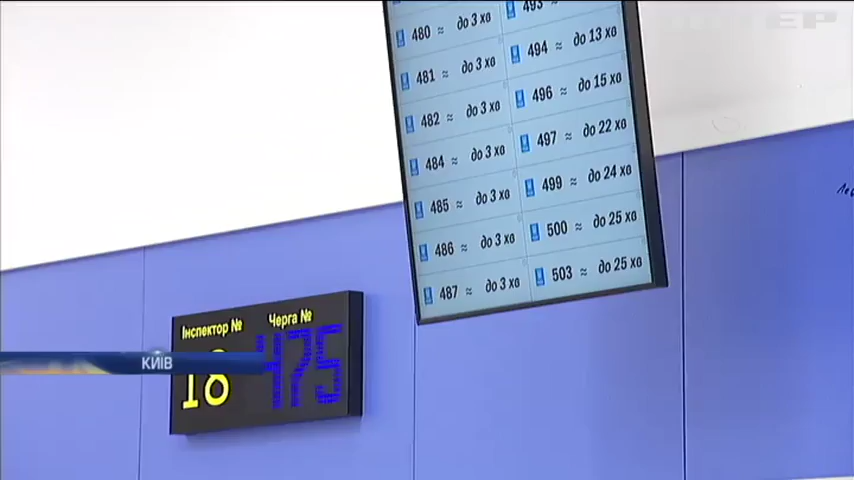 480 ≈ до 3 хв
481 ≈ до 3 хв
482 ≈ до 3 хв
484 ≈ до 3 хв
485 ≈ до 3 хв
486 ≈ до 3 хв
487 ≈ до 3 хв
493
494 ≈ до 13 хв
496 ≈ до 15 хв
497 ≈ до 22 хв
499 ≈ до 24 хв
500 ≈ до 25 хв
503 ≈ до 25 хв
Інспектор № Черга №
18 475
КИЇВ